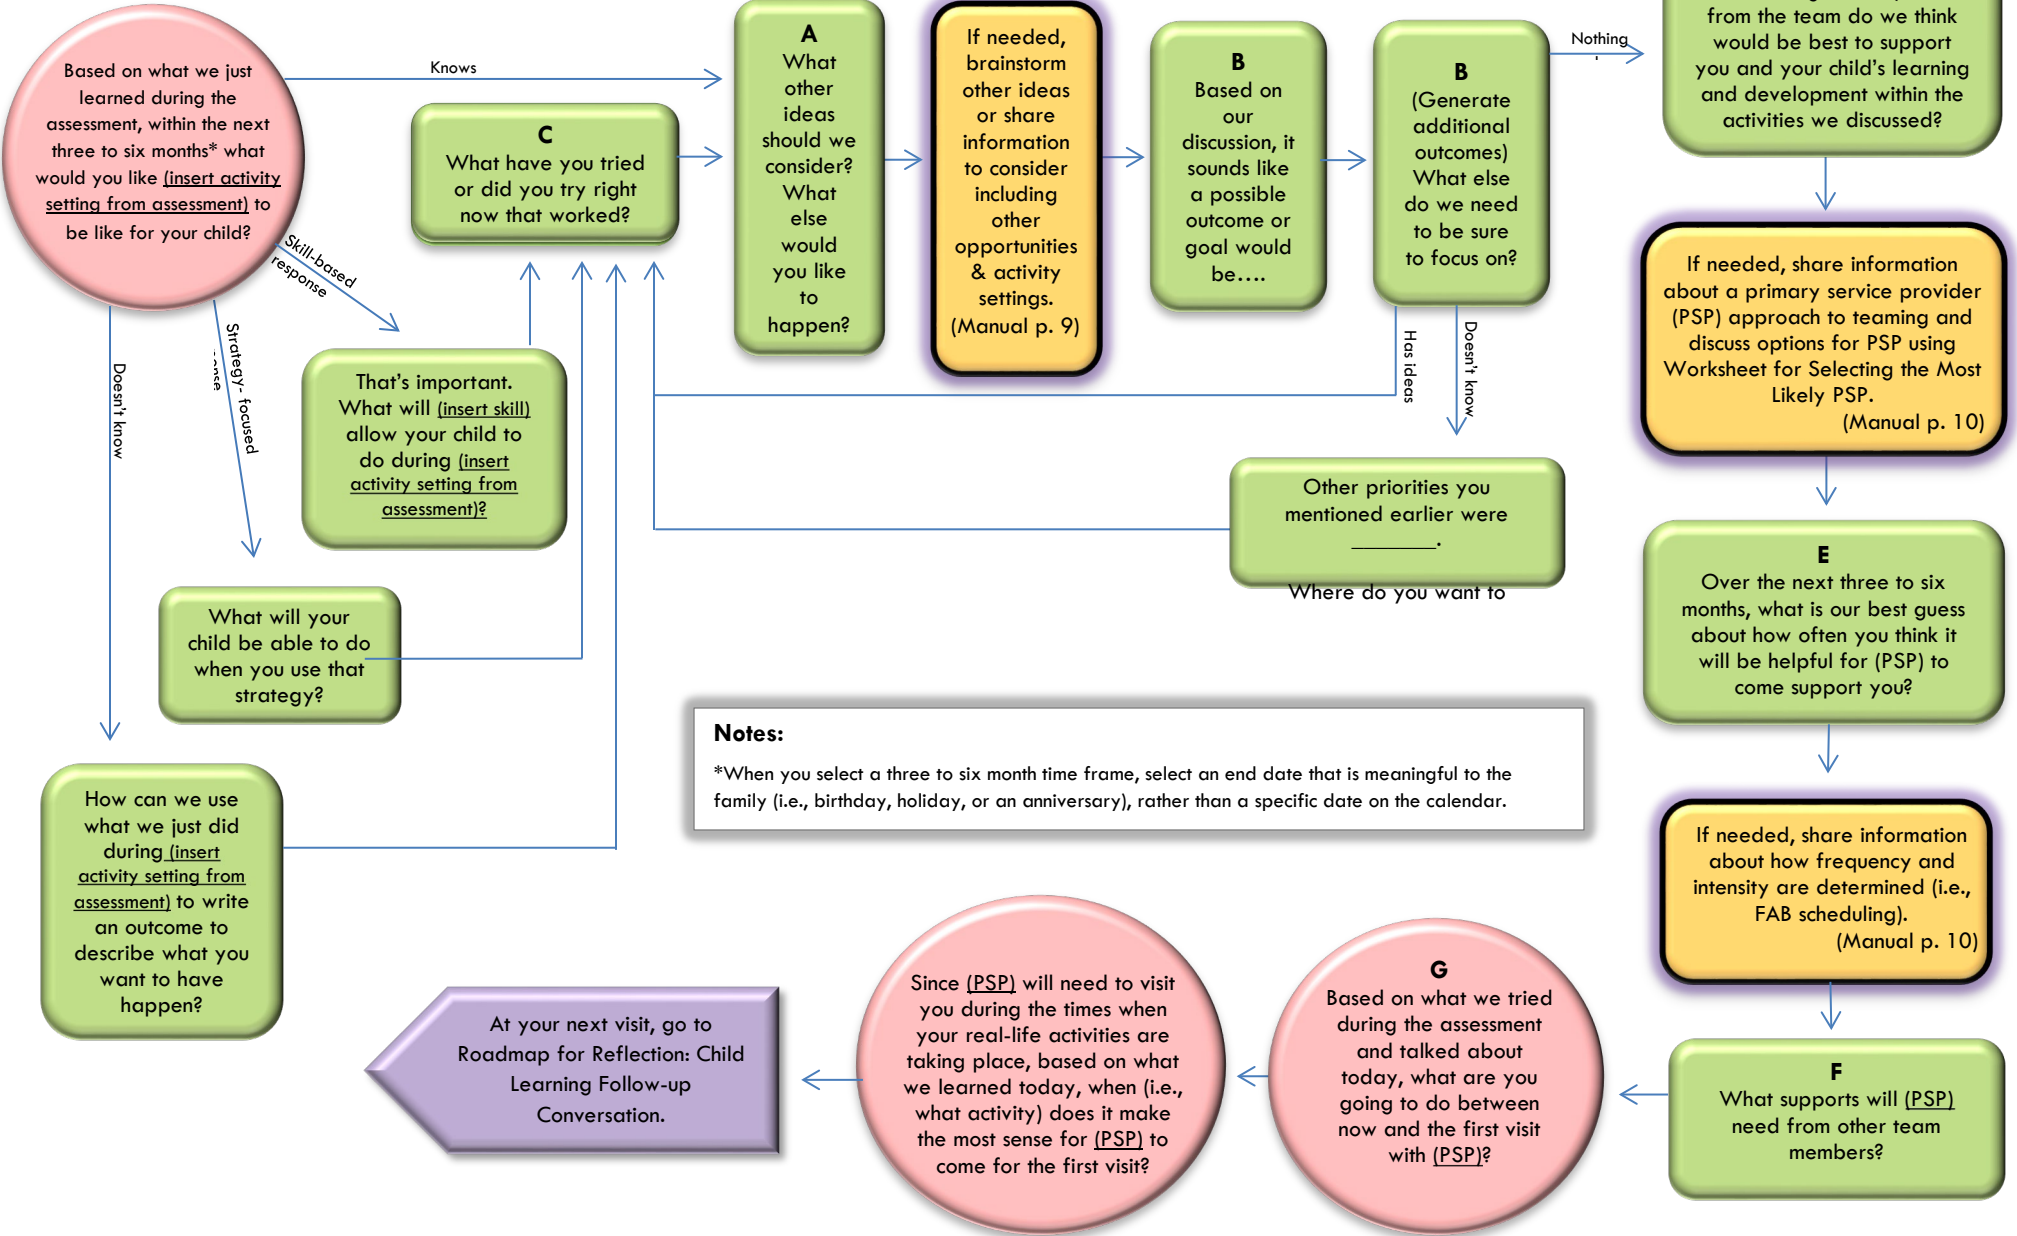 Based on what we just
learned during the
assessment, within the next
three to six months* what
would you like (insert activity
setting from assessment) to
be like for your child?
Knows
C
What have you tried
or did you try right
now that worked?
A
What
other
ideas
should we
consider?
What
else
would
you like
to
happen?
If needed,
brainstorm
other ideas
or share
information
to consider
including
other
opportunities
& activity
settings.
(Manual p. 9)
B
Based on
our
discussion, it
sounds like
a possible
outcome or
goal would
be....
B
(Generate
additional
outcomes)
What else
do we need
to be sure
to focus on?
Nothing
from the team do we think
would be best to support
you and your child's learning
and development within the
activities we discussed?
Skill-based
response
Strategy- focused
Doesn't know
That's important.
What will (insert skill)
allow your child to
do during (insert
activity setting from
assessment)?
What will your
child be able to do
when you use that
strategy?
How can we use
what we just did
during (insert
activity setting from
assessment) to write
an outcome to
describe what you
want to have
happen?
Has ideas
Doesn't know
Other priorities you
mentioned earlier were
________.
Where do you want to
If needed, share information
about a primary service provider
(PSP) approach to teaming and
discuss options for PSP using
Worksheet for Selecting the Most
Likely PSP.
(Manual p. 10)
E
Over the next three to six
months, what is our best guess
about how often you think it
will be helpful for (PSP) to
come support you?
Notes:
*When you select a three to six month time frame, select an end date that is meaningful to the
family (i.e., birthday, holiday, or an anniversary), rather than a specific date on the calendar.
If needed, share information
about how frequency and
intensity are determined (i.e.,
FAB scheduling).
(Manual p. 10)
F
What supports will (PSP)
need from other team
members?
G
Based on what we tried
during the assessment
and talked about
today, what are you
going to do between
now and the first visit
with (PSP)?
Since (PSP) will need to visit
you during the times when
your real-life activities are
taking place, based on what
we learned today, when (i.e.,
what activity) does it make
the most sense for (PSP) to
come for the first visit?
At your next visit, go to
Roadmap for Reflection: Child
Learning Follow-up
Conversation.